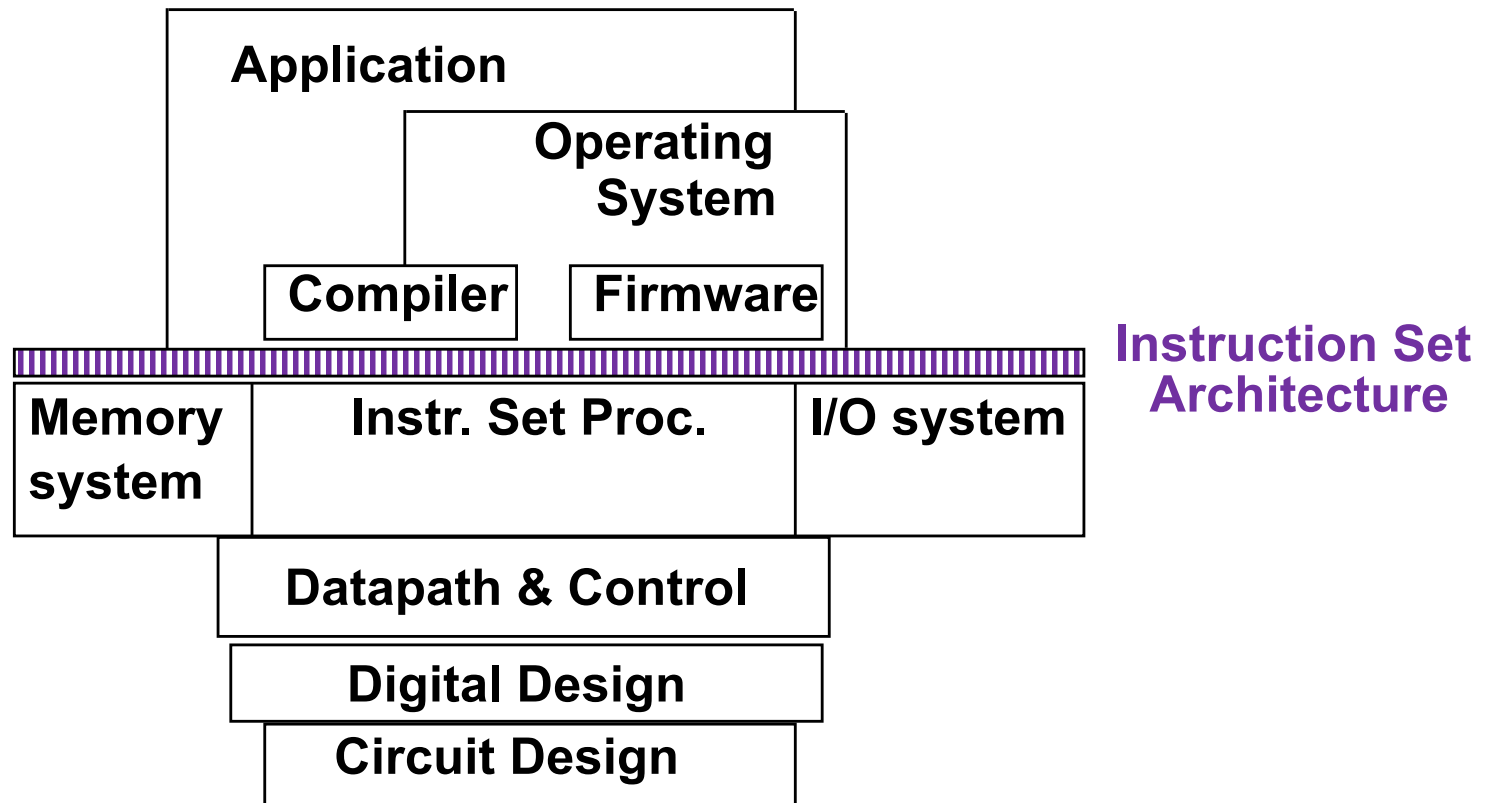 Application
Operating
System
Compiler
Firmware
Instruction Set
Architecture
Memory
system
Instr. Set Proc.
I/O system
Datapath & Control
Digital Design
Circuit Design